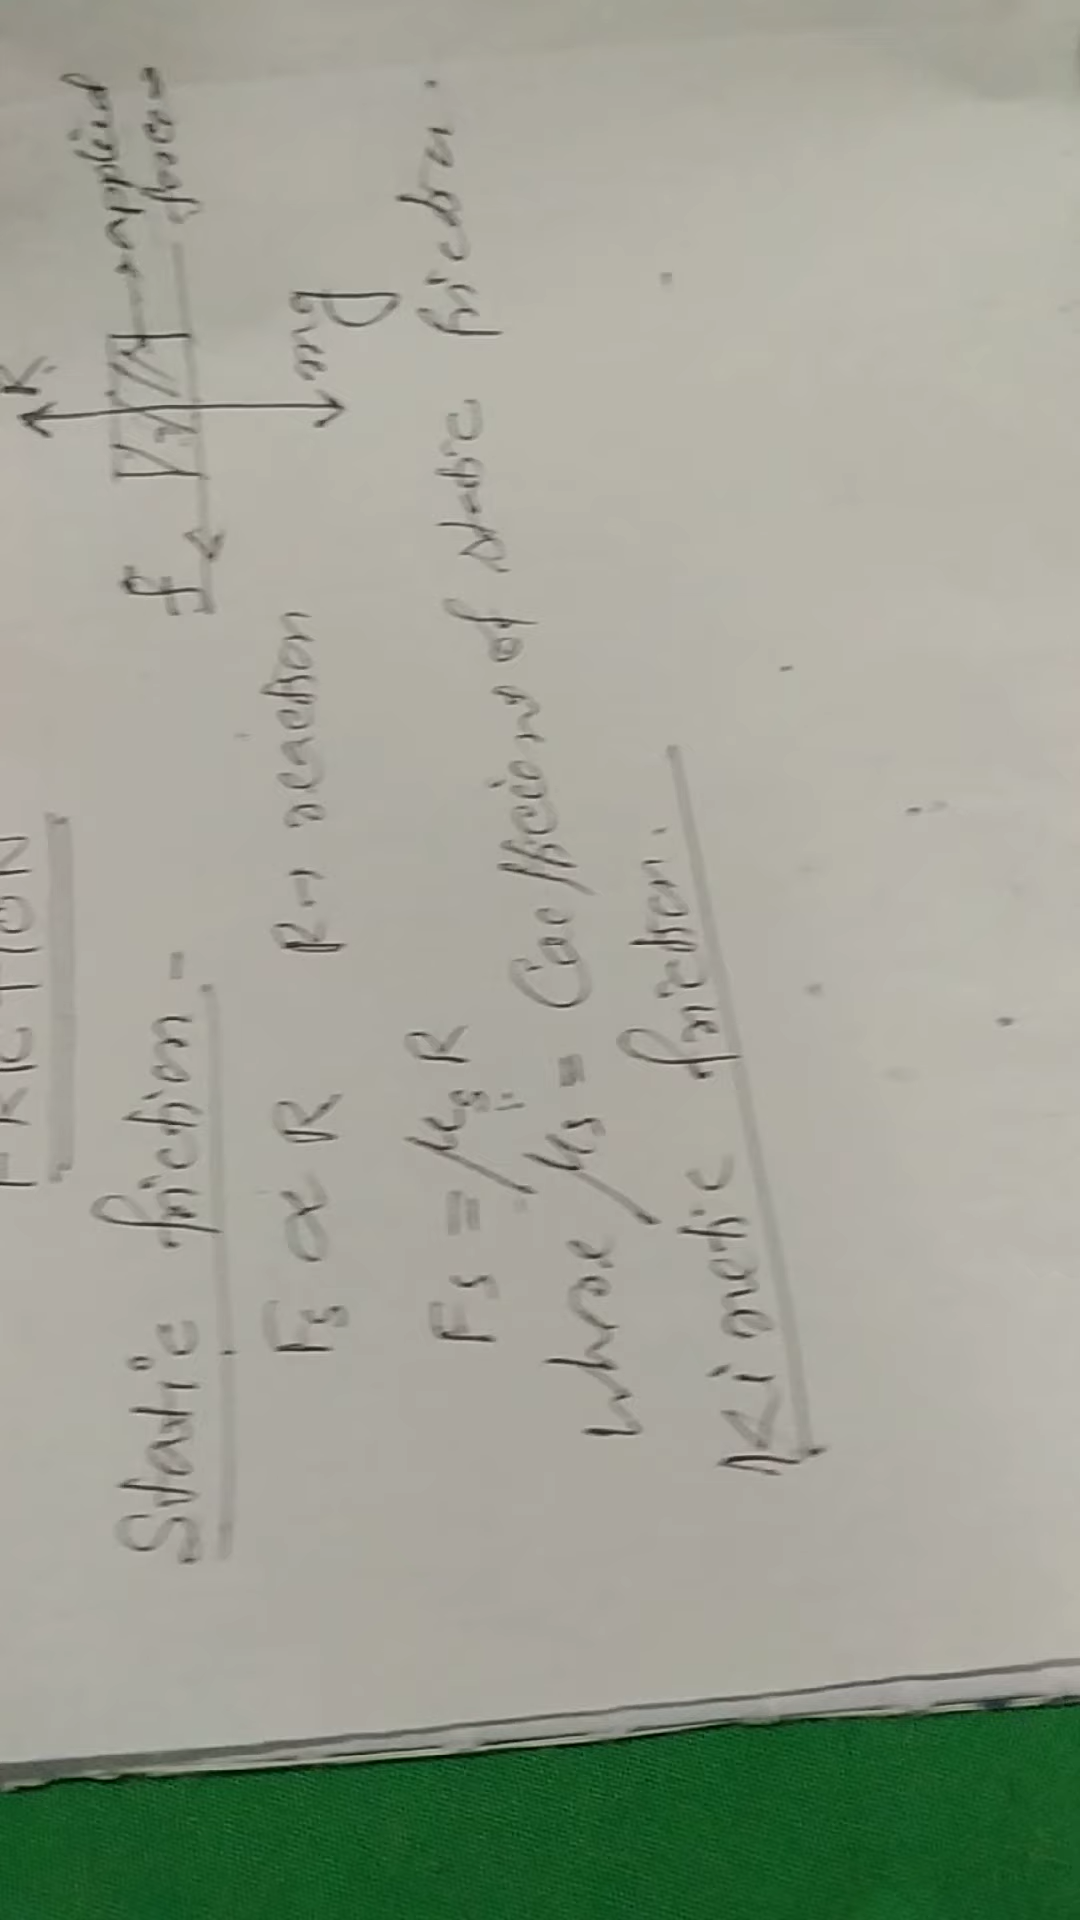 FRICTION
Static friction -
R
applied
force
f
mg
Fs ∝ R R → reaction
Fs = μs R
where μs = Coefficient of static friction.
Kinetic friction.